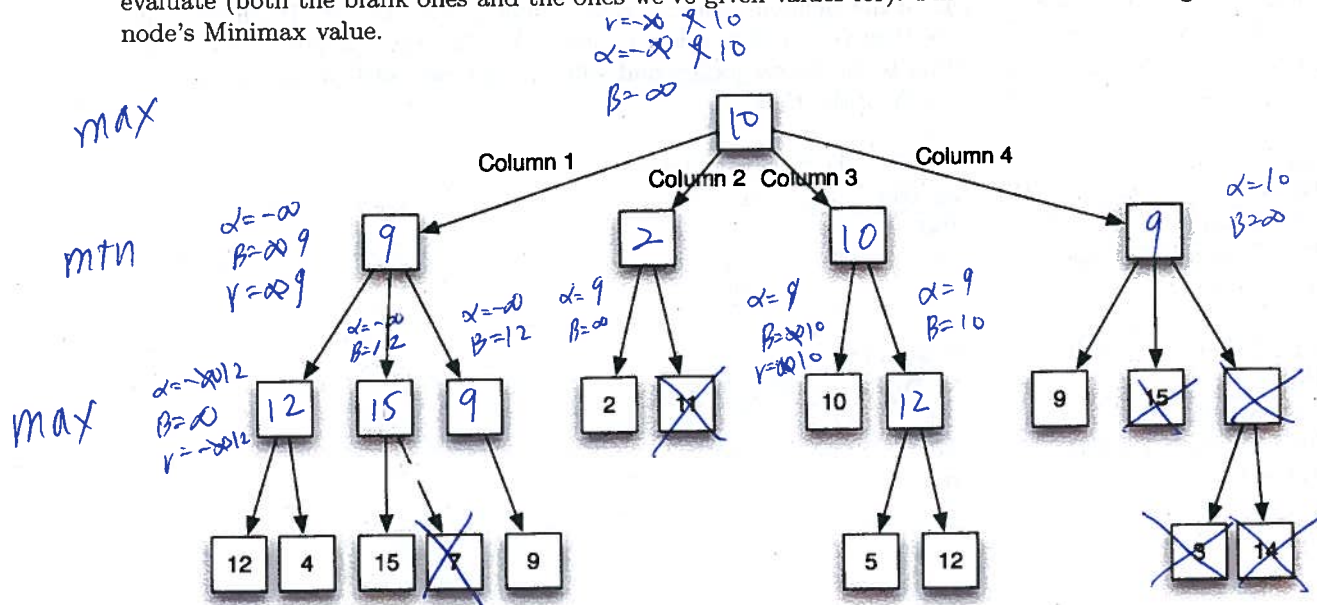 evaluate (both the blank ones and the ones we've given values for).
node's Minimax value.
v=-∞ 9 10
α=-∞ 9 10
β=∞
max
10
Column 1
Column 2
Column 3
Column 4
α=-∞
β=∞ 9
v=∞ 9
min
9
2
10
9
α=10
β=∞
α=-∞
β=12
α=-∞
β=12
α=9
β=∞
α=9
β=∞10
v=∞10
α=9
β=10
α=-∞12
β=∞
v=-∞12
max
12
15
9
2
11
10
12
9
15
12
4
15
7
9
5
12
3
14